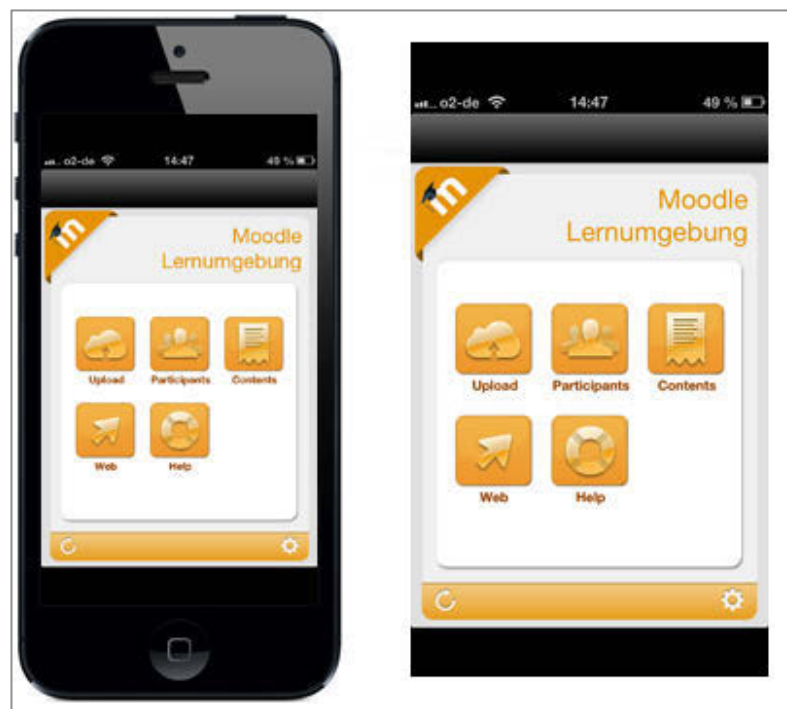 o2-de 14:47 49 %
m
Moodle
Lernumgebung
Upload Participants Contents
Web Help
o2-de 14:47 49 %
m
Moodle
Lernumgebung
Upload Participants Contents
Web Help